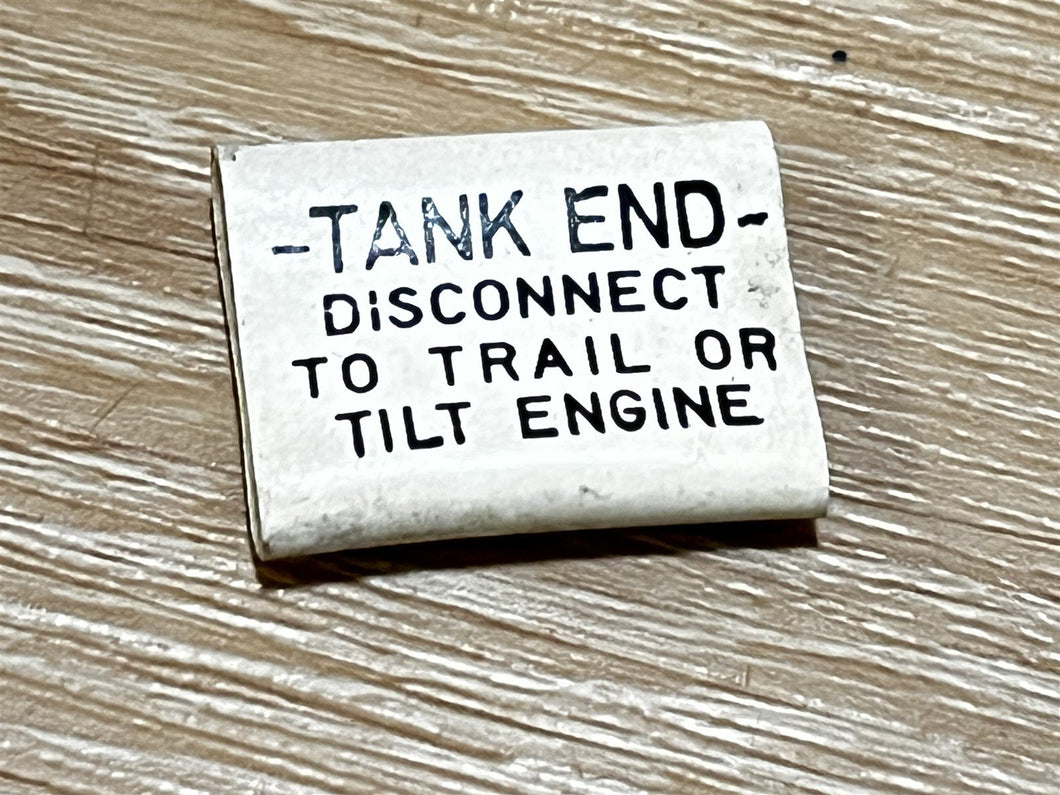 -TANK END-
DiSCONNECT
TO TRAIL OR
TILT ENGINE